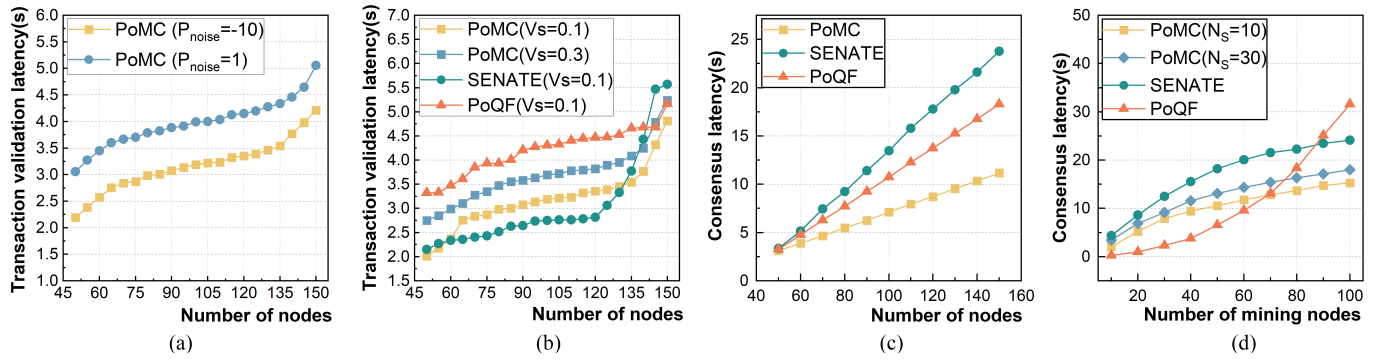 6.0
5.5
5.0
4.5
4.0
3.5
3.0
2.5
2.0
1.5
1.0
Transaction validation latency(s)
PoMC (Pnoise=-10)
PoMC (Pnoise=1)
45 60 75 90 105 120 135 150
Number of nodes
(a)
7.0
6.5
6.0
5.5
5.0
4.5
4.0
3.5
3.0
2.5
2.0
1.5
Transaction validation latency(s)
PoMC(Vs=0.1)
PoMC(Vs=0.3)
SENATE(Vs=0.1)
PoQF(Vs=0.1)
45 60 75 90 105 120 135 150
Number of nodes
(b)
25
20
15
10
5
0
Consensus latency(s)
PoMC
SENATE
PoQF
40 60 80 100 120 140 160
Number of nodes
(c)
50
40
30
20
10
0
Consensus latency(s)
PoMC(NS=10)
PoMC(NS=30)
SENATE
PoQF
20 40 60 80 100
Number of mining nodes
(d)